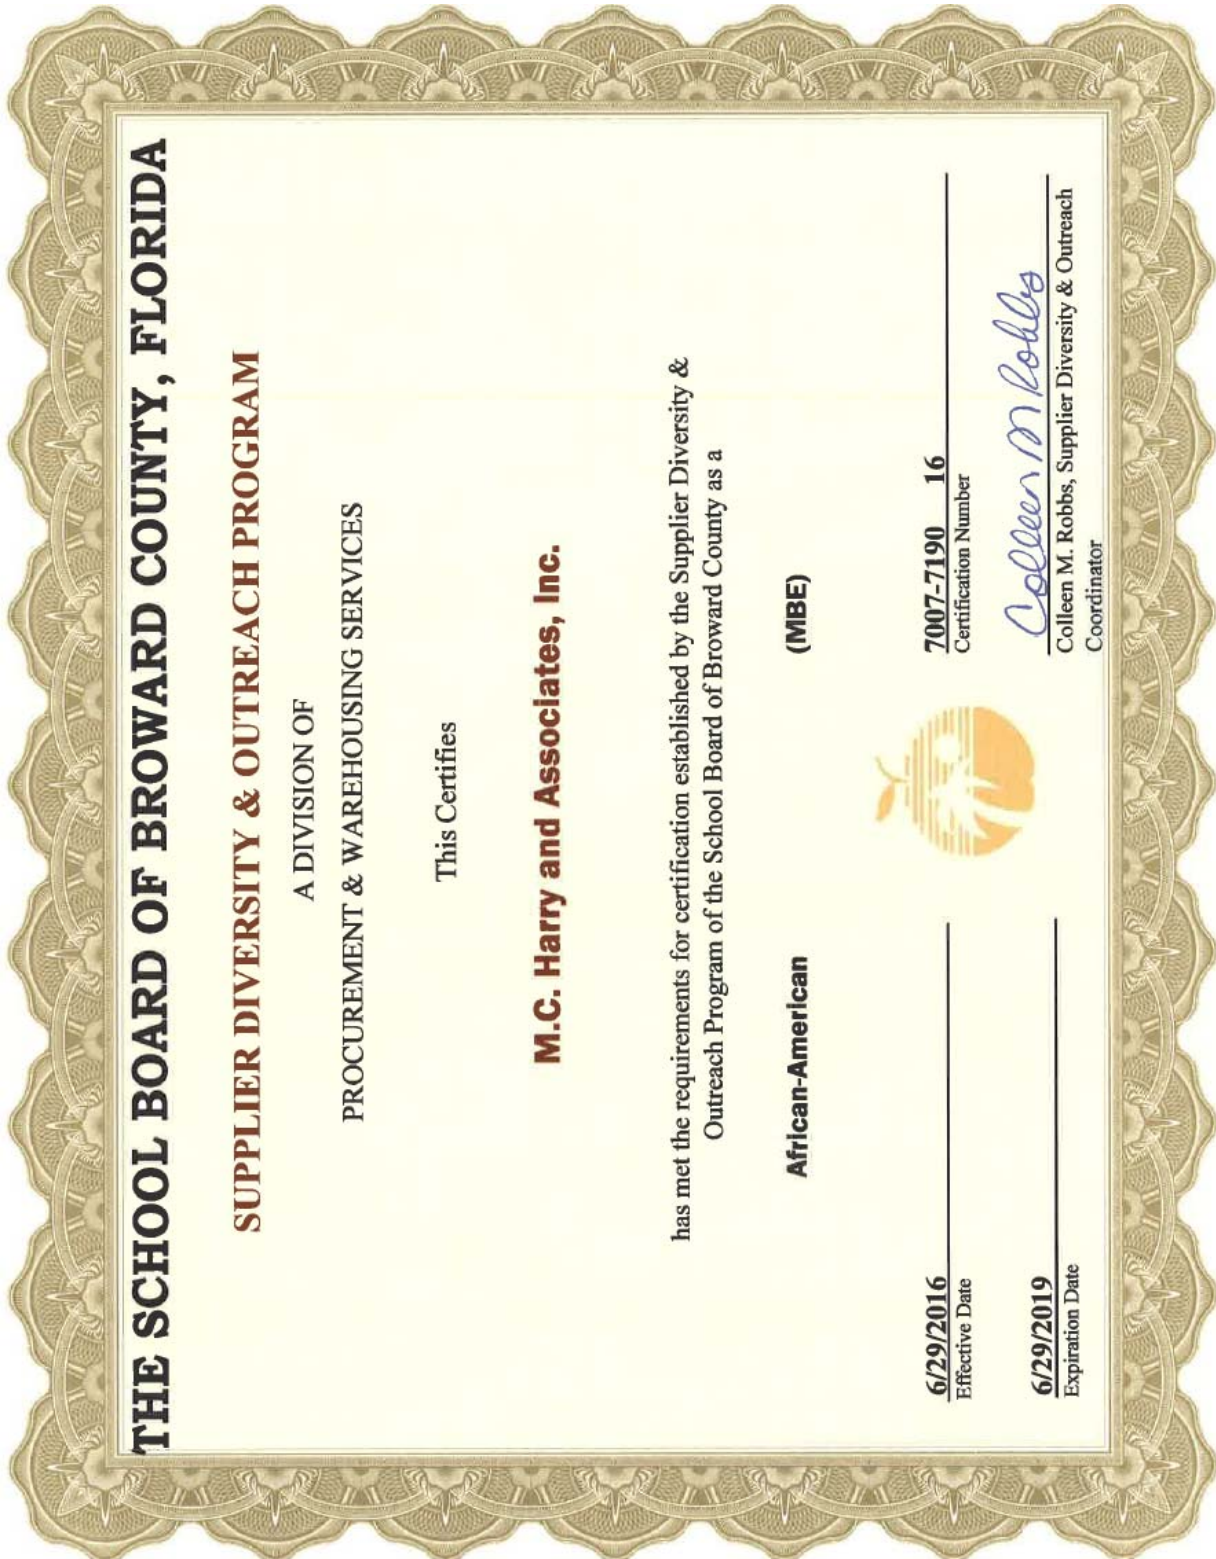 THE SCHOOL BOARD OF BROWARD COUNTY, FLORIDA
SUPPLIER DIVERSITY & OUTREACH PROGRAM
A DIVISION OF
PROCUREMENT & WAREHOUSING SERVICES
This Certifies
M.C. Harry and Associates, Inc.
has met the requirements for certification established by the Supplier Diversity &
Outreach Program of the School Board of Broward County as a
African-American (MBE)
6/29/2016
Effective Date
7007-7190 16
Certification Number
6/29/2019
Expiration Date
Colleen M Robbs
Colleen M. Robbs, Supplier Diversity & Outreach
Coordinator